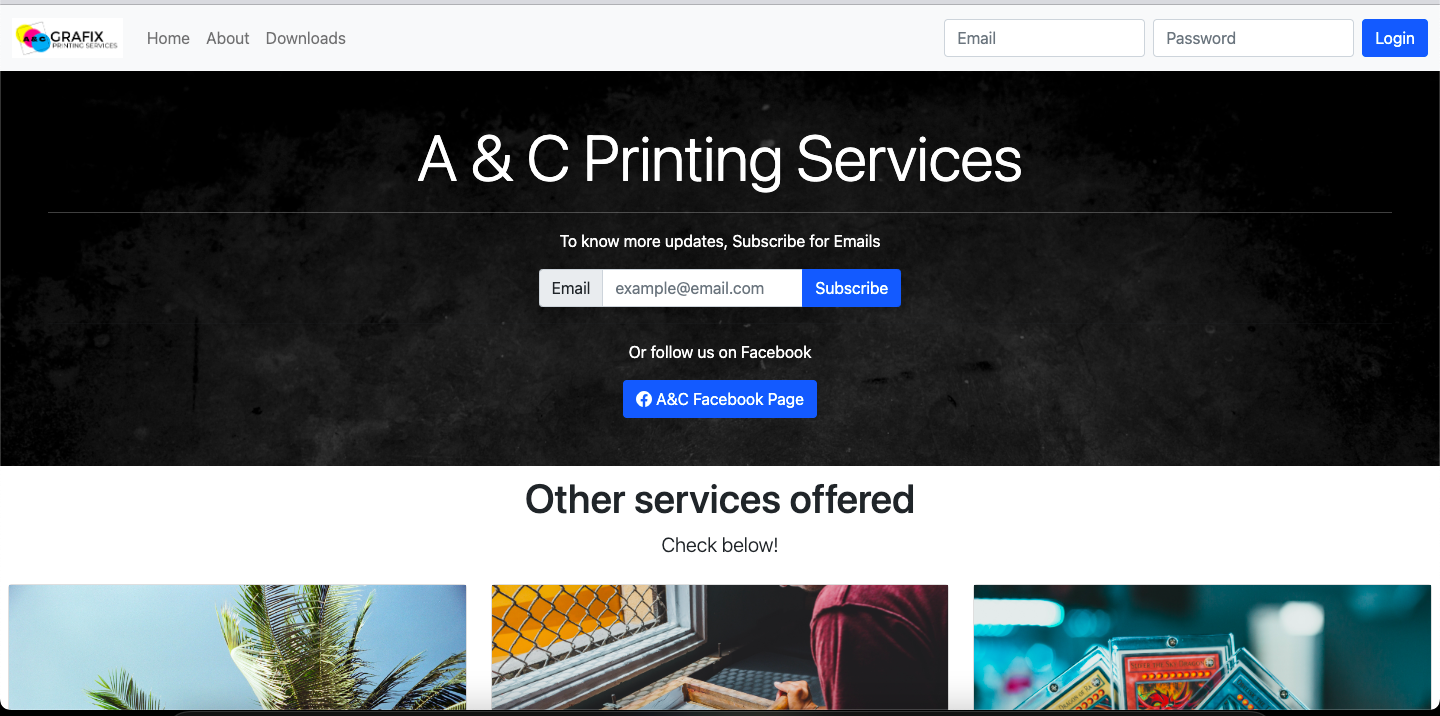 A & C GRAFIX
PRINTING SERVICES
Home About Downloads
Email Password Login
A & C Printing Services
To know more updates, Subscribe for Emails
Email example@email.com Subscribe
Or follow us on Facebook
A&C Facebook Page
Other services offered
Check below!